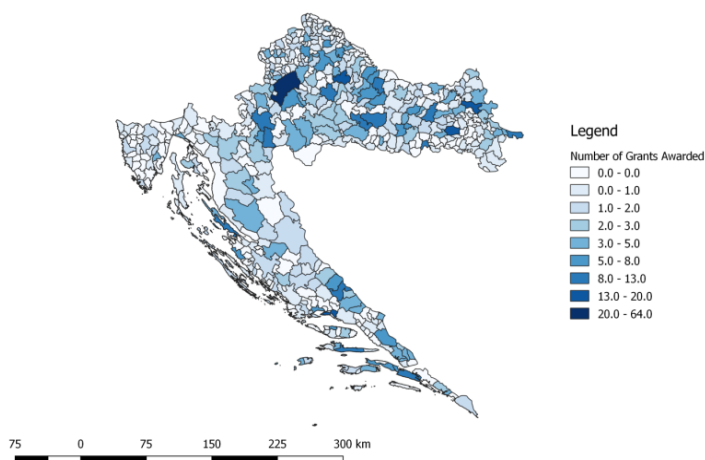 Legend
Number of Grants Awarded
0.0 - 0.0
0.0 - 1.0
1.0 - 2.0
2.0 - 3.0
3.0 - 5.0
5.0 - 8.0
8.0 - 13.0
13.0 - 20.0
20.0 - 64.0
75 0 75 150 225 300 km